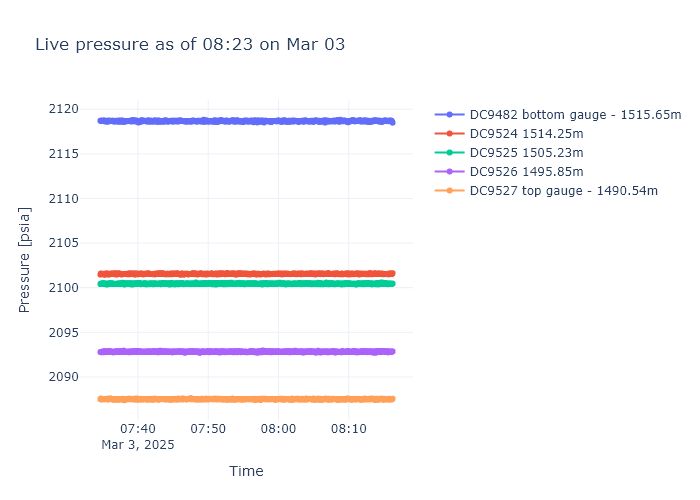 Live pressure as of 08:23 on Mar 03
DC9482 bottom gauge - 1515.65m
DC9524 1514.25m
DC9525 1505.23m
DC9526 1495.85m
DC9527 top gauge - 1490.54m
Pressure [psia]
2120
2115
2110
2105
2100
2095
2090
07:40
07:50
08:00
08:10
Mar 3, 2025
Time